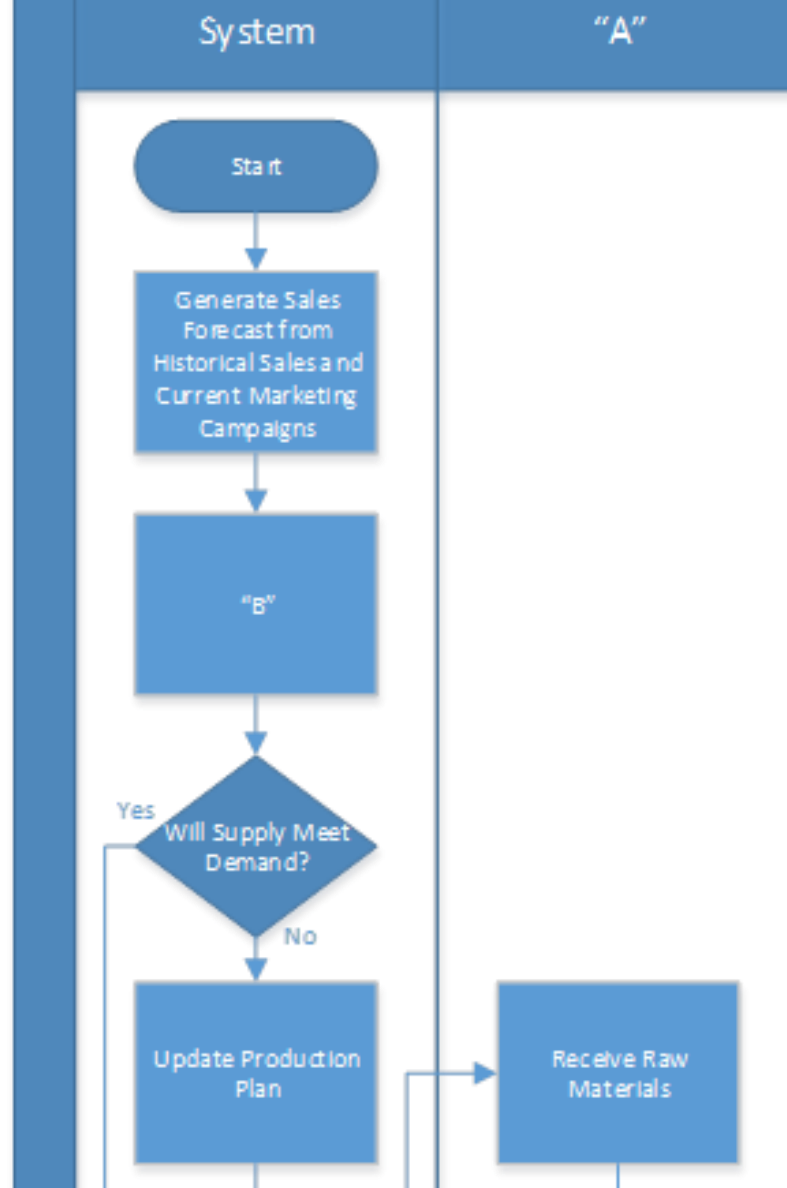 System
“A”
Start
Generate Sales
Forecast from
Historical Sales and
Current Marketing
Campaigns
“B”
Yes
Will Supply Meet
Demand?
No
Update Production
Plan
Receive Raw
Materials